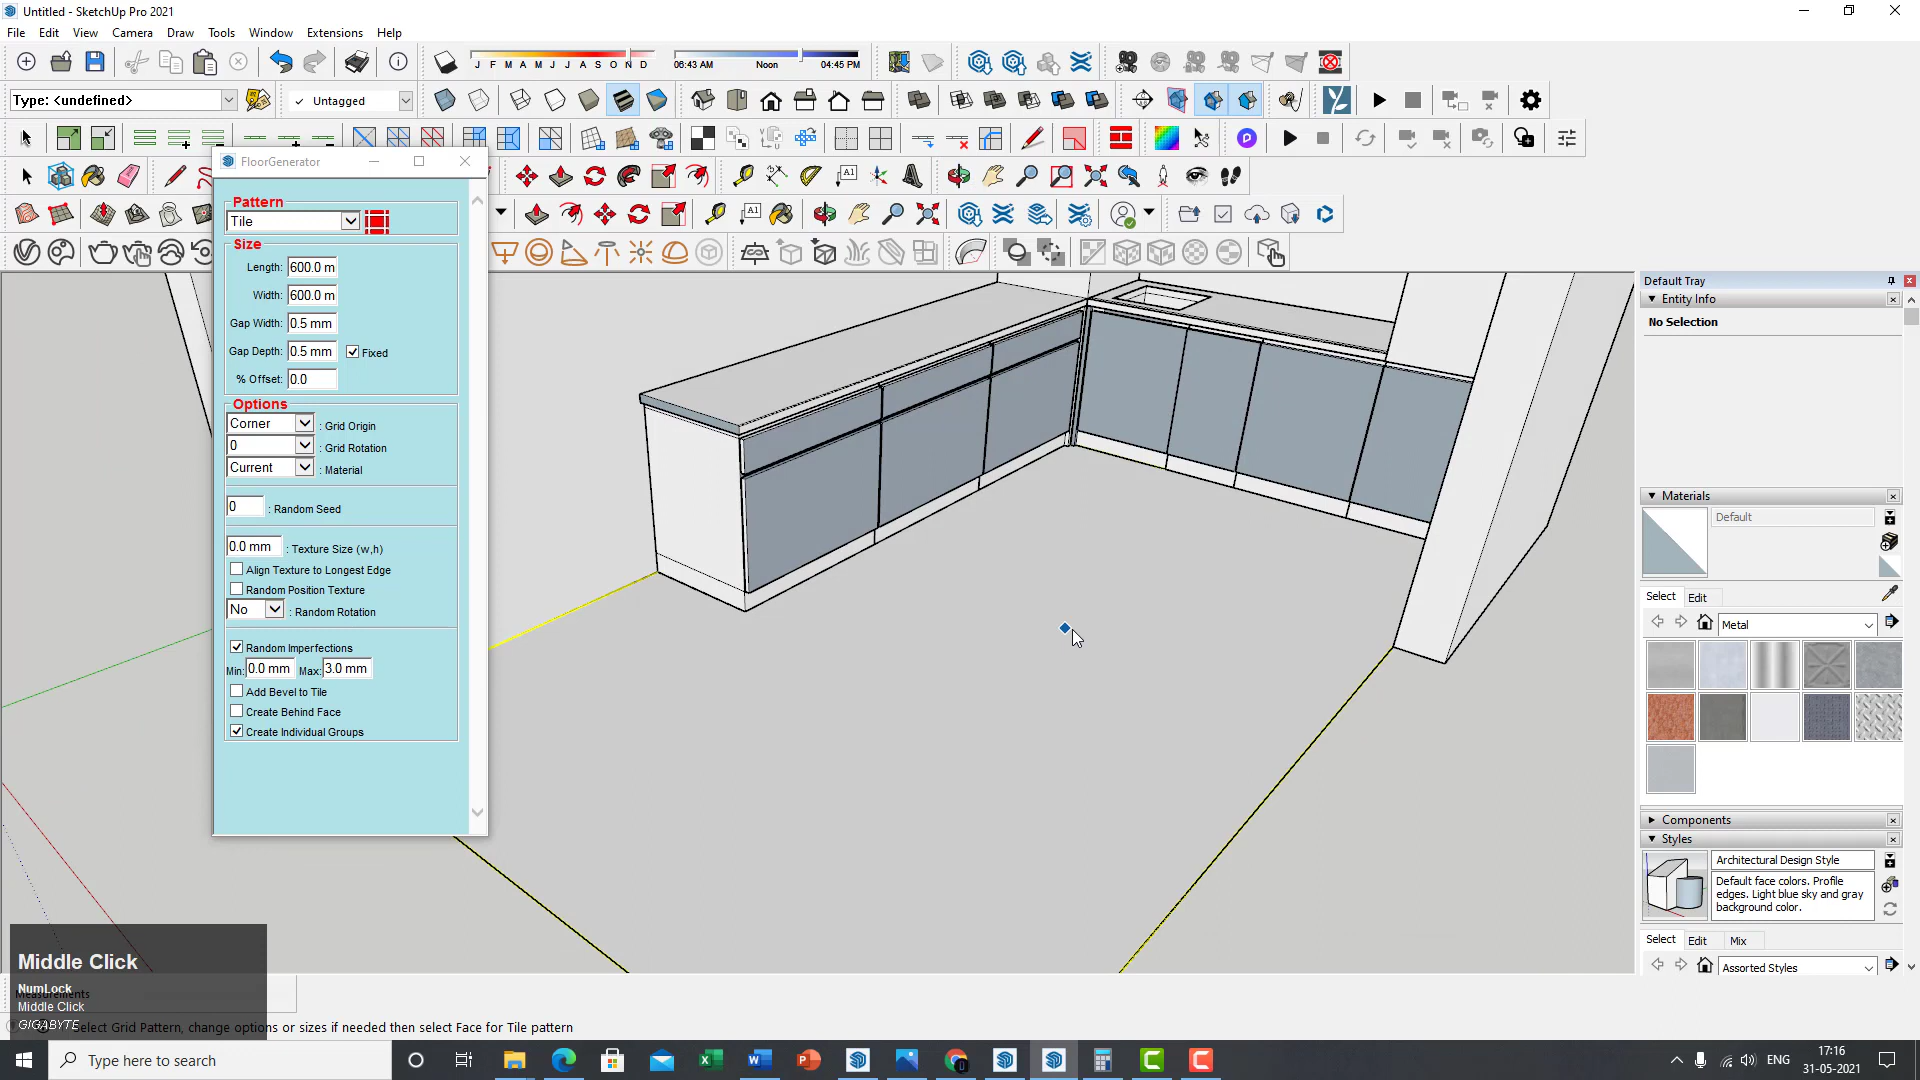 Untitled - SketchUp Pro 2021
File Edit View Camera Draw Tools Window Extensions Help
J F M A M J J A S O N D 06:43 AM Noon 04:45 PM
Type: <undefined> ✓ Untagged
FloorGenerator
Pattern
Tile
Size
Length: 600.0 m
Width: 600.0 m
Gap Width: 0.5 mm
Gap Depth: 0.5 mm Fixed
% Offset: 0.0
Options
Corner : Grid Origin
0 : Grid Rotation
Current : Material
0 : Random Seed
0.0 mm : Texture Size (w,h)
Align Texture to Longest Edge
Random Position Texture
No : Random Rotation
Random Imperfections
Min: 0.0 mm Max: 3.0 mm
Add Bevel to Tile
Create Behind Face
Create Individual Groups
Default Tray
Entity Info
No Selection
Materials
Default
Select Edit
Metal
Components
Styles
Architectural Design Style
Default face colors. Profile
edges. Light blue sky and gray
background color.
Select Edit Mix
Assorted Styles
Middle Click
NumLock
Measurements
Middle Click
GIGABYTE
Select Grid Pattern, change options or sizes if needed then select Face for Tile pattern
Type here to search
ENG
17:16
31-05-2021